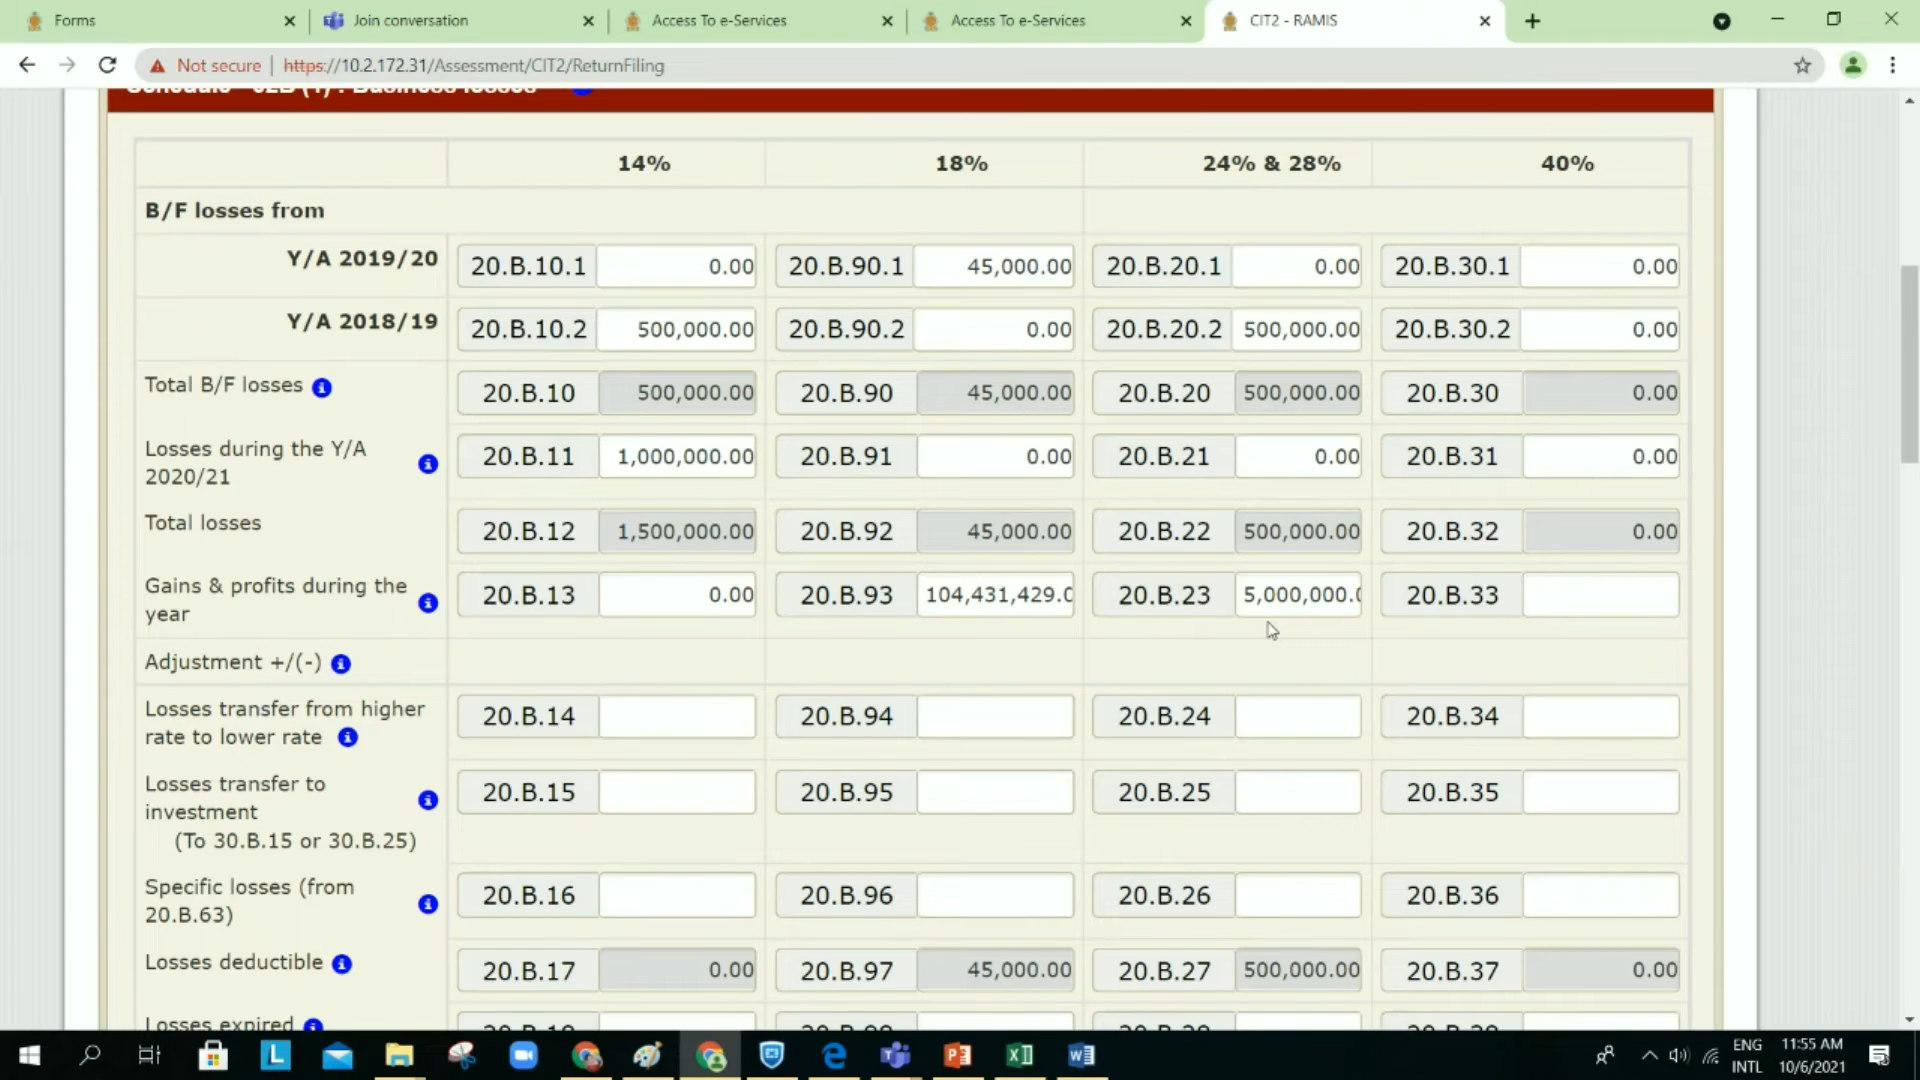 Forms
Join conversation
Access To e-Services
Access To e-Services
CIT2 - RAMIS
Not secure | https://10.2.172.31/Assessment/CIT2/ReturnFiling
14% 18% 24% & 28% 40%
B/F losses from
Y/A 2019/20 20.B.10.1 0.00 20.B.90.1 45,000.00 20.B.20.1 0.00 20.B.30.1 0.00
Y/A 2018/19 20.B.10.2 500,000.00 20.B.90.2 0.00 20.B.20.2 500,000.00 20.B.30.2 0.00
Total B/F losses 20.B.10 500,000.00 20.B.90 45,000.00 20.B.20 500,000.00 20.B.30 0.00
Losses during the Y/A
2020/21
20.B.11 1,000,000.00 20.B.91 0.00 20.B.21 0.00 20.B.31 0.00
Total losses 20.B.12 1,500,000.00 20.B.92 45,000.00 20.B.22 500,000.00 20.B.32 0.00
Gains & profits during the
year
20.B.13 0.00 20.B.93 104,431,429.0 20.B.23 5,000,000.0 20.B.33
Adjustment +/(-)
Losses transfer from higher
rate to lower rate
20.B.14 20.B.94 20.B.24 20.B.34
Losses transfer to
investment
(To 30.B.15 or 30.B.25)
20.B.15 20.B.95 20.B.25 20.B.35
Specific losses (from
20.B.63)
20.B.16 20.B.96 20.B.26 20.B.36
Losses deductible 20.B.17 0.00 20.B.97 45,000.00 20.B.27 500,000.00 20.B.37 0.00
Losses expired
ENG
INTL
11:55 AM
10/6/2021